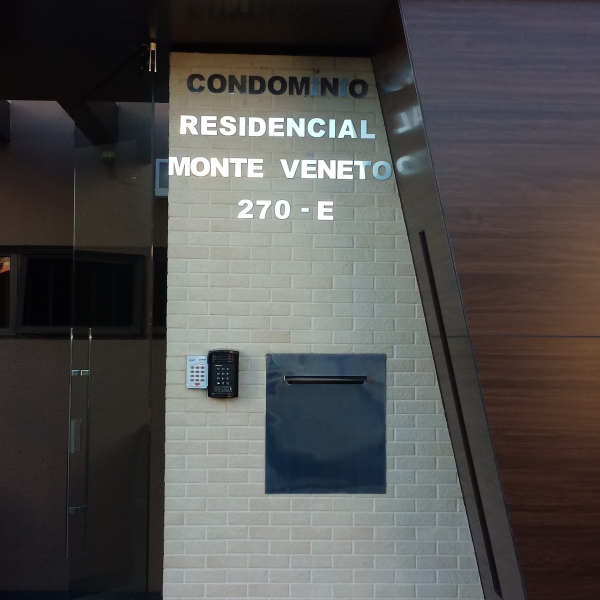 CONDOMÍNIO
RESIDENCIAL
MONTE VENETO
270 - E